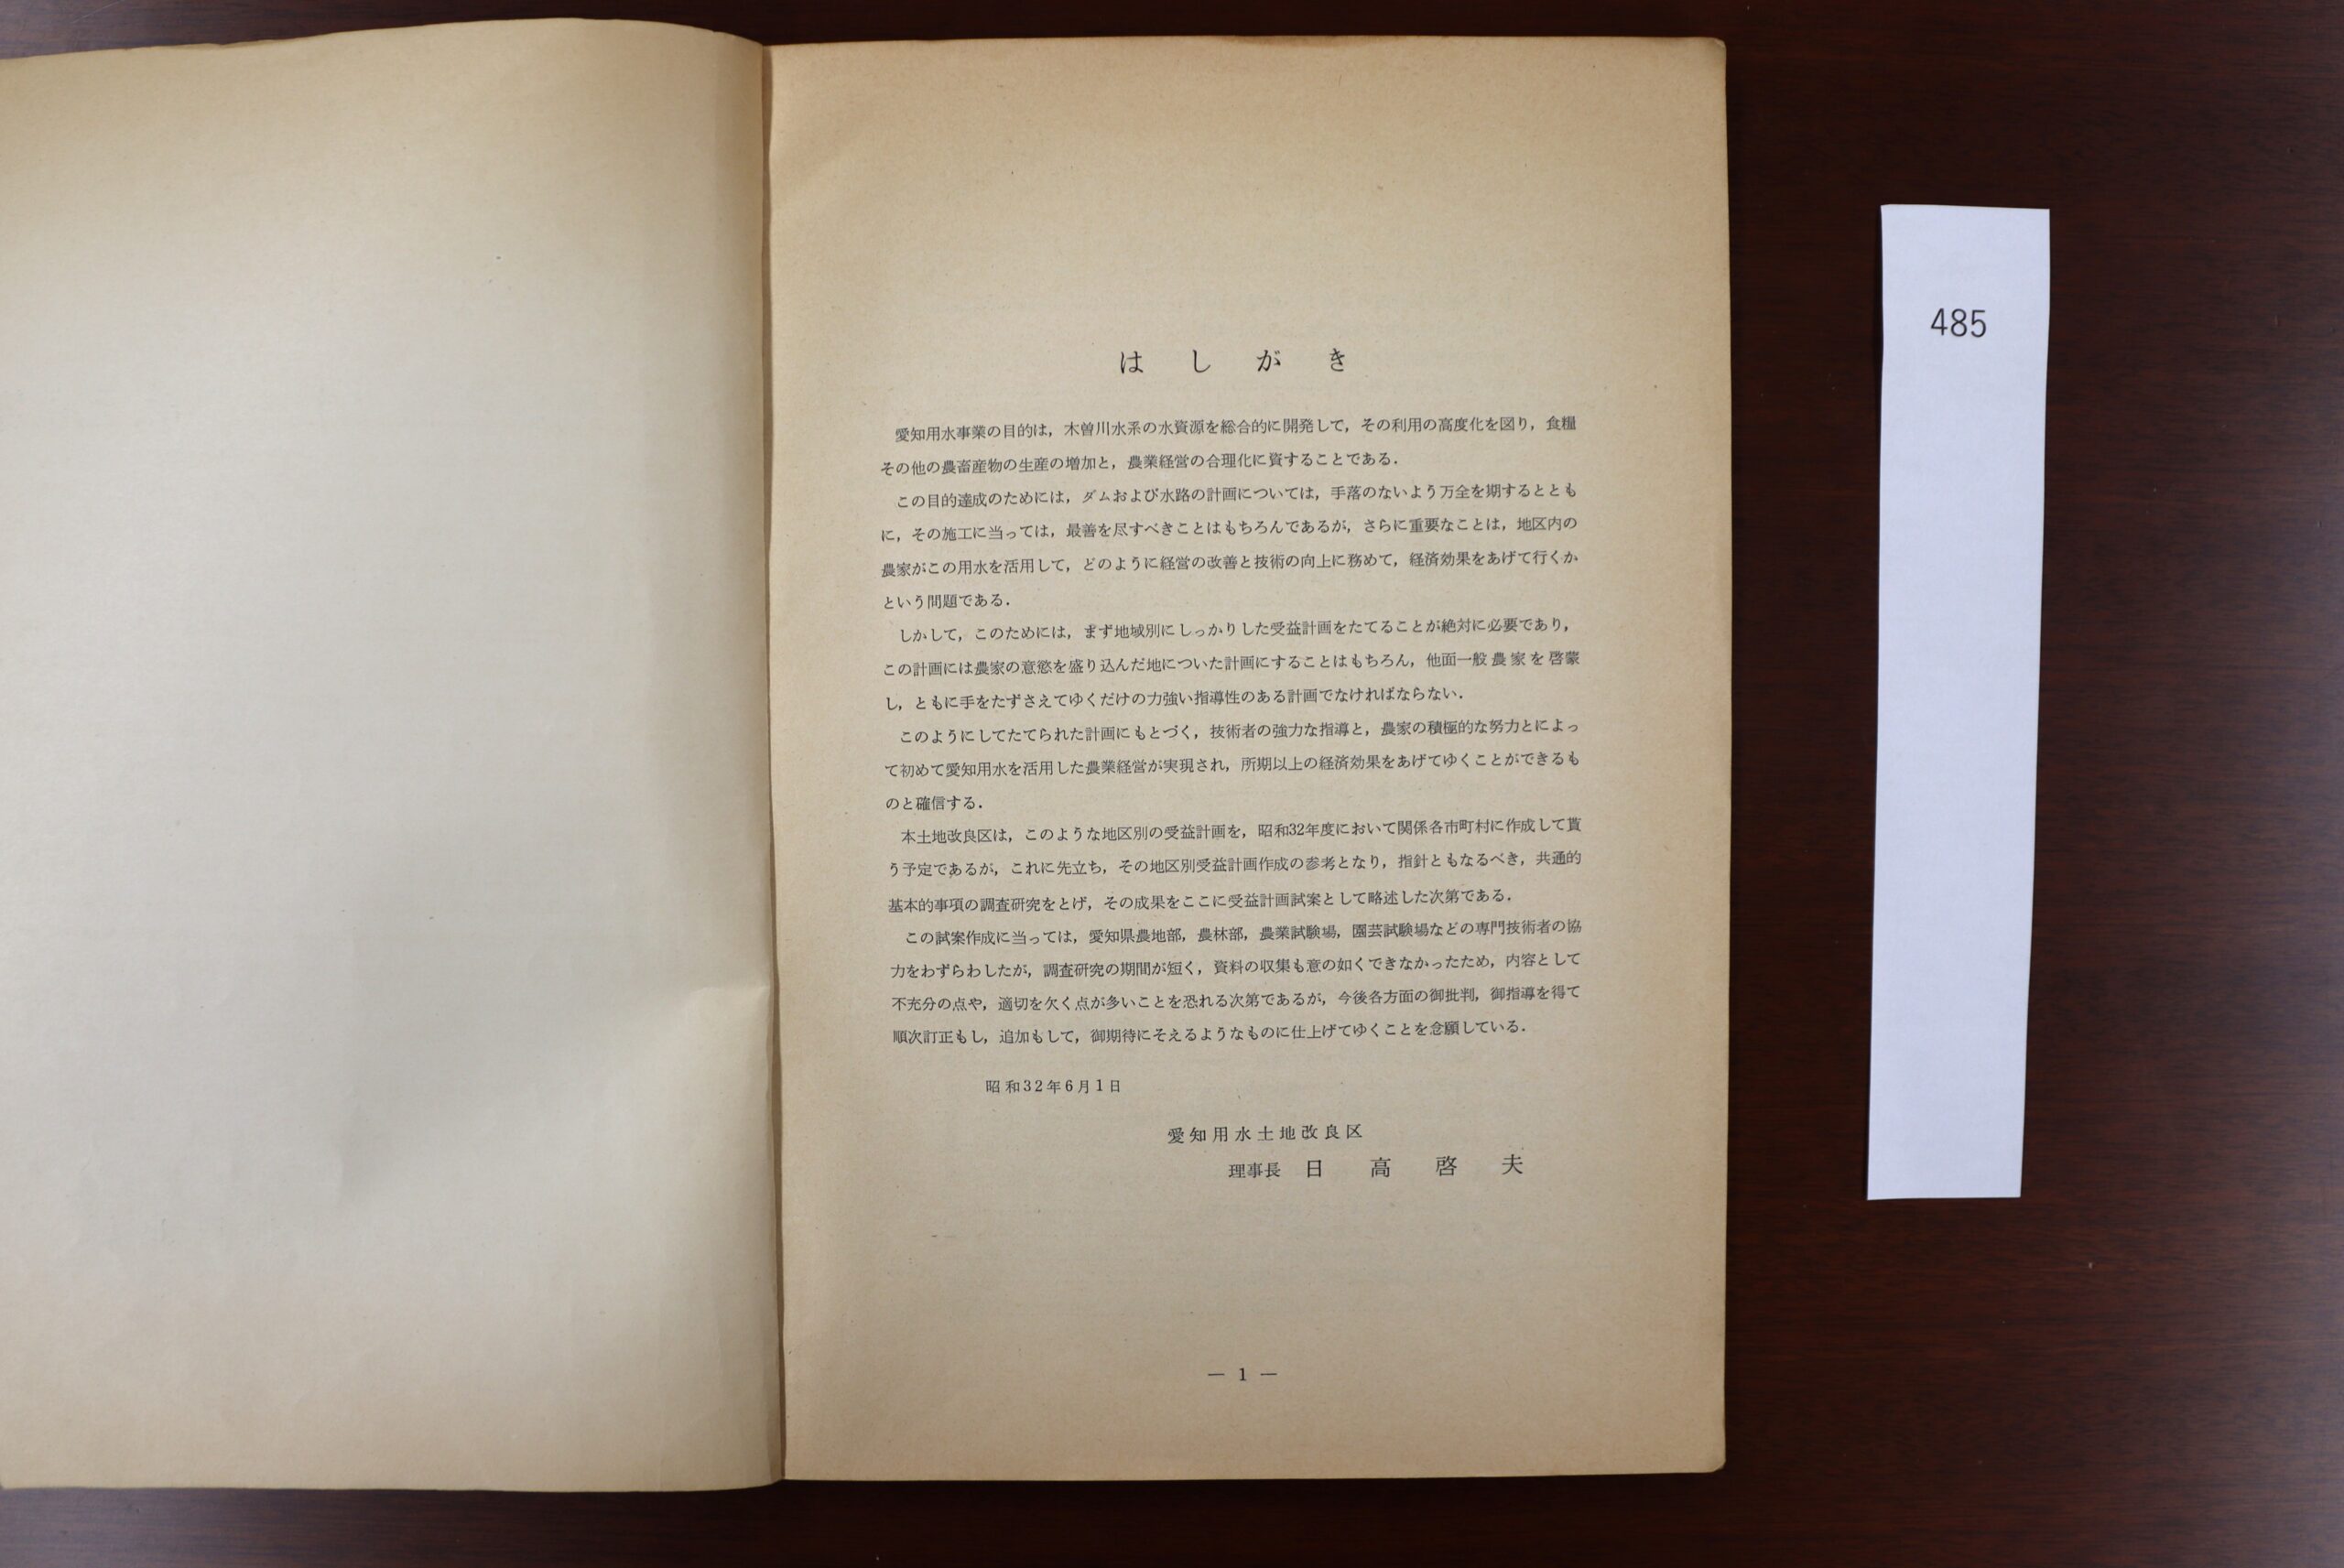 はしがき
愛知用水事業の目的は，木曽川水系の水資源を総合的に開発して，その利用の高度化を図り，食糧
その他の農畜産物の生産の増加と，農業経営の合理化に資することである．
この目的達成のためには，ダムおよび水路の計画については，手落のないよう万全を期するととも
に，その施工に当っては，最善を尽すべきことはもちろんであるが，さらに重要なことは，地区内の
農家がこの用水を活用して，どのように経営の改善と技術の向上に務めて，経済効果をあげて行くか
という問題である．
しかして，このためには，まず地域別にしっかりした受益計画をたてることが絶対に必要であり，
この計画には農家の意慾を盛り込んだ地についた計画にすることはもちろん，他面一般農家を啓蒙
し，ともに手をたずさえてゆくだけの力強い指導性のある計画でなければならない．
このようにしてたてられた計画にもとづく，技術者の強力な指導と，農家の積極的な努力とによっ
て初めて愛知用水を活用した農業経営が実現され，所期以上の経済効果をあげてゆくことができるも
のと確信する．
本土地改良区は，このような地区別の受益計画を，昭和32年度において関係各市町村に作成して貰
う予定であるが，これに先立ち，その地区別受益計画作成の参考となり，指針ともなるべき，共通的
基本的事項の調査研究をとげ，その成果をここに受益計画試案として略述した次第である．
この試案作成に当っては，愛知県農地部，農林部，農業試験場，園芸試験場などの専門技術者の協
力をわずらわしたが，調査研究の期間が短く，資料の収集も意の如くできなかったため，内容として
不充分の点や，適切を欠く点が多いことを恐れる次第であるが，今後各方面の御批判，御指導を得て
順次訂正もし，追加もして，御期待にそえるようなものに仕上げてゆくことを念願している．
昭和32年6月1日
愛知用水土地改良区
理事長 日高啓夫
— 1 —
485